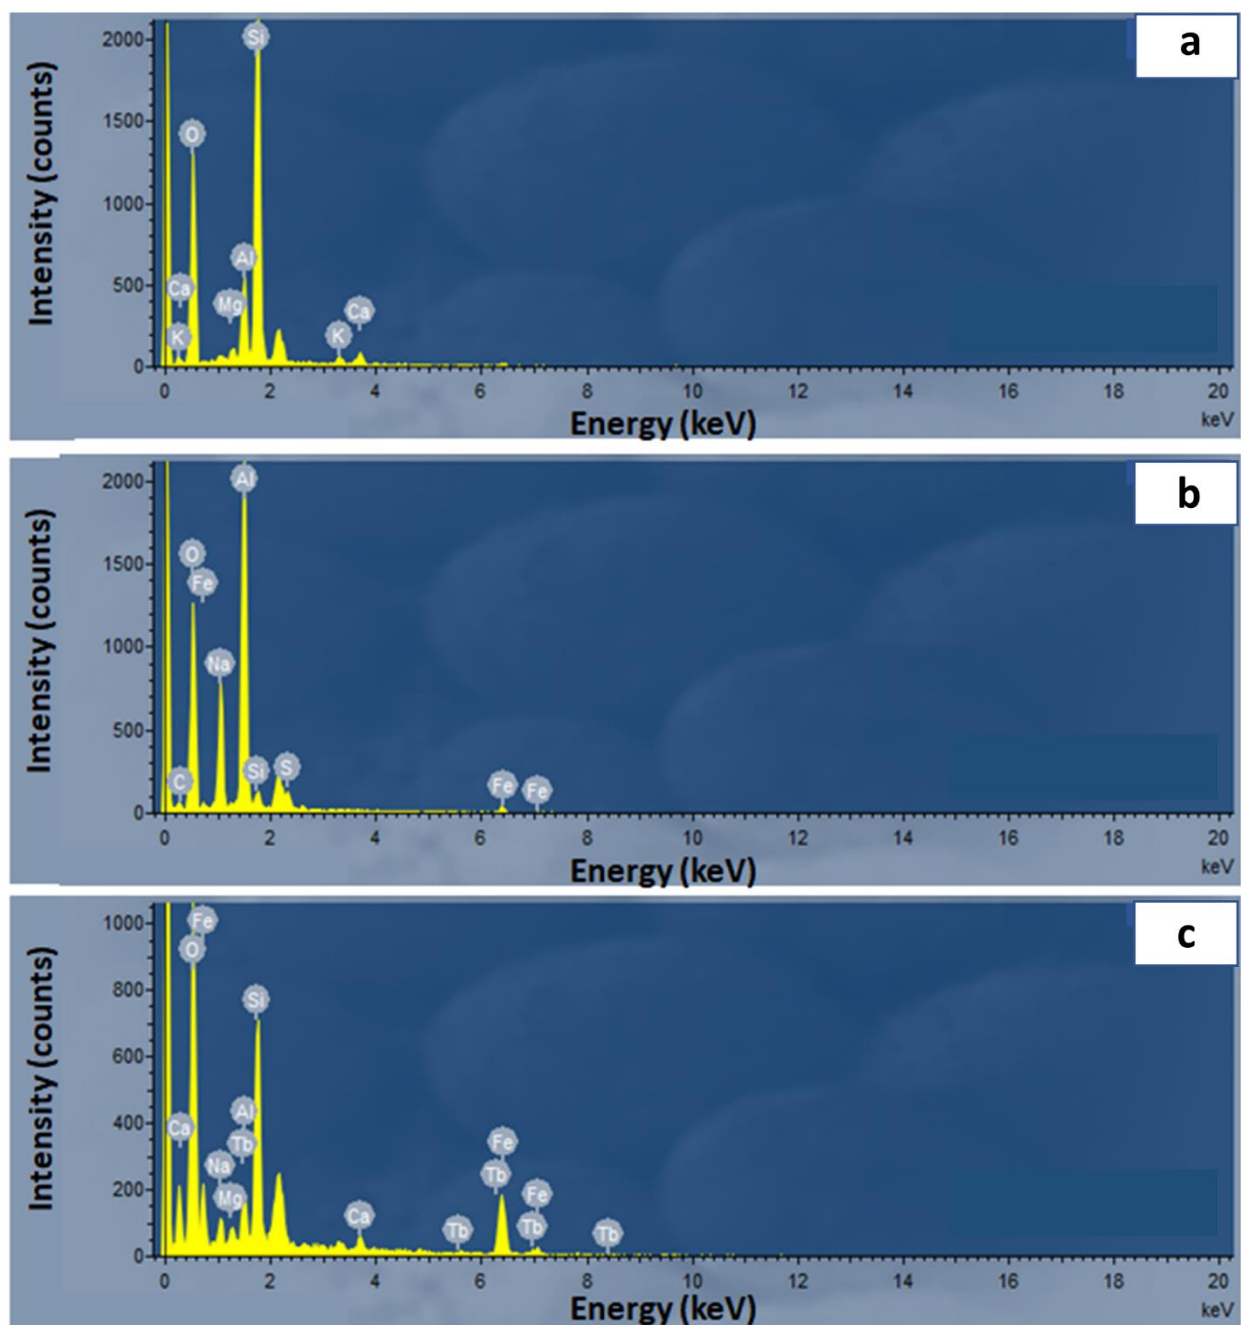 a
Intensity (counts)
2000
1500
1000
500
0
Si
O
Al
Ca
Mg
K
K
Ca
0 2 4 6 8 10 12 14 16 18 20
keV
Energy (keV)
b
Intensity (counts)
2000
1500
1000
500
0
Al
O
Fe
Na
C
Si
S
Fe
Fe
0 2 4 6 8 10 12 14 16 18 20
keV
Energy (keV)
c
Intensity (counts)
1000
800
600
400
200
0
Fe
O
Si
Ca
Al
Tb
Na
Mg
Ca
Tb
Fe
Tb
Fe
Tb
Tb
0 2 4 6 8 10 12 14 16 18 20
keV
Energy (keV)